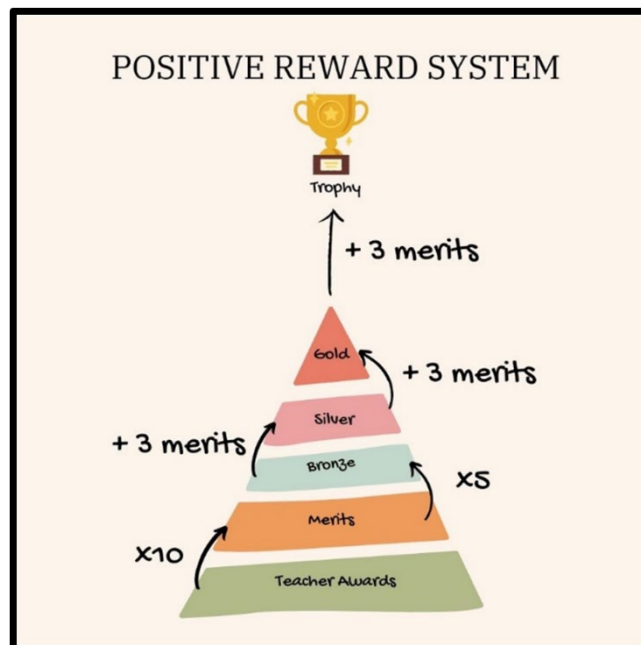 POSITIVE REWARD SYSTEM
Trophy
+ 3 merits
Gold
+ 3 merits
Silver
+ 3 merits
Bronze
x5
Merits
x10
Teacher Awards